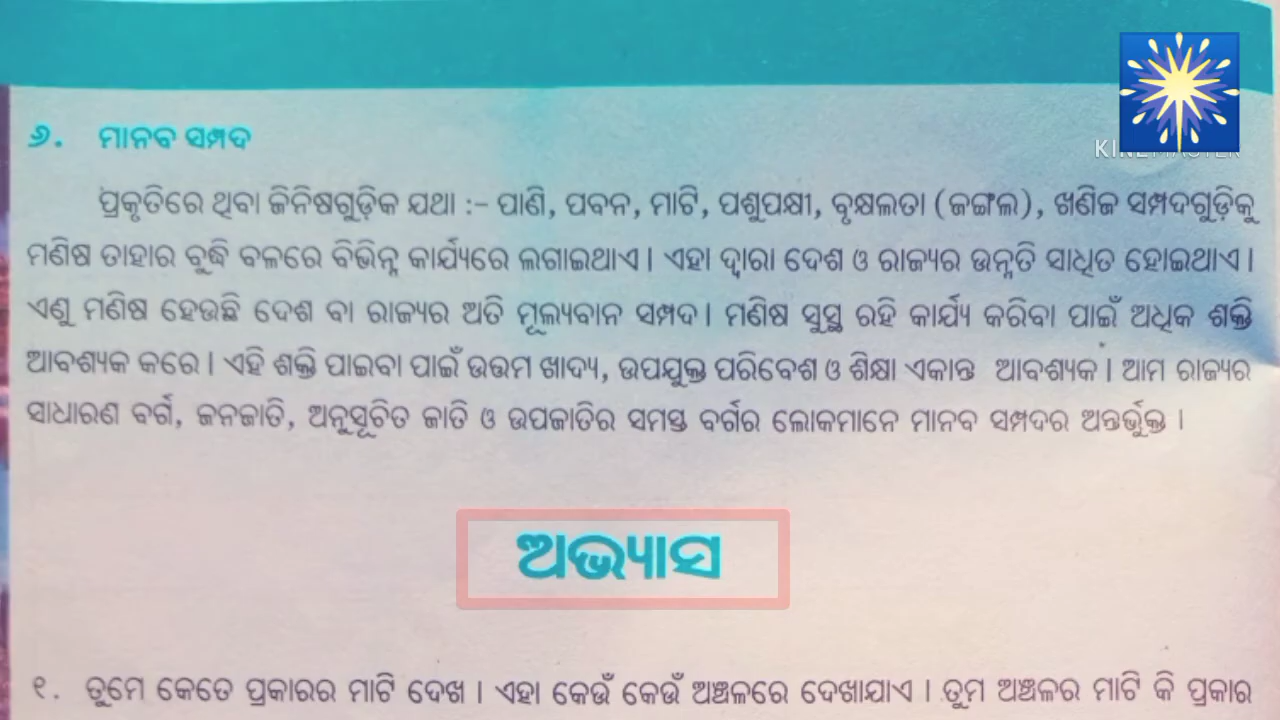 ୬. ମାନବ ସମ୍ପଦ
ପ୍ରକୃତିରେ ଥିବା ଜିନିଷଗୁଡ଼ିକ ଯଥା :- ପାଣି, ପବନ, ମାଟି, ପଶୁପକ୍ଷୀ, ବୃକ୍ଷଲତା (ଜଙ୍ଗଲ), ଖଣିଜ ସମ୍ପଦଗୁଡ଼ିକୁ
ମଣିଷ ତାହାର ବୁଦ୍ଧି ବଳରେ ବିଭିନ୍ନ କାର୍ଯ୍ୟରେ ଲଗାଇଥାଏ । ଏହା ଦ୍ୱାରା ଦେଶ ଓ ରାଜ୍ୟର ଉନ୍ନତି ସାଧିତ ହୋଇଥାଏ ।
ଏଣୁ ମଣିଷ ହେଉଛି ଦେଶ ବା ରାଜ୍ୟର ଅତି ମୂଲ୍ୟବାନ ସମ୍ପଦ । ମଣିଷ ସୁସ୍ଥ ରହି କାର୍ଯ୍ୟ କରିବା ପାଇଁ ଅଧିକ ଶକ୍ତି
ଆବଶ୍ୟକ କରେ । ଏହି ଶକ୍ତି ପାଇବା ପାଇଁ ଉତ୍ତମ ଖାଦ୍ୟ, ଉପଯୁକ୍ତ ପରିବେଶ ଓ ଶିକ୍ଷା ଏକାନ୍ତ ଆବଶ୍ୟକ । ଆମ ରାଜ୍ୟର
ସାଧାରଣ ବର୍ଗ, ଜନଜାତି, ଅନୁସୂଚିତ ଜାତି ଓ ଉପଜାତିର ସମସ୍ତ ବର୍ଗର ଲୋକମାନେ ମାନବ ସମ୍ପଦର ଅନ୍ତର୍ଭୁକ୍ତ ।
ଅଭ୍ୟାସ
୧. ତୁମେ କେତେ ପ୍ରକାରର ମାଟି ଦେଖ । ଏହା କେଉଁ କେଉଁ ଅଞ୍ଚଳରେ ଦେଖାଯାଏ । ତୁମ ଅଞ୍ଚଳର ମାଟି କି ପ୍ରକାର